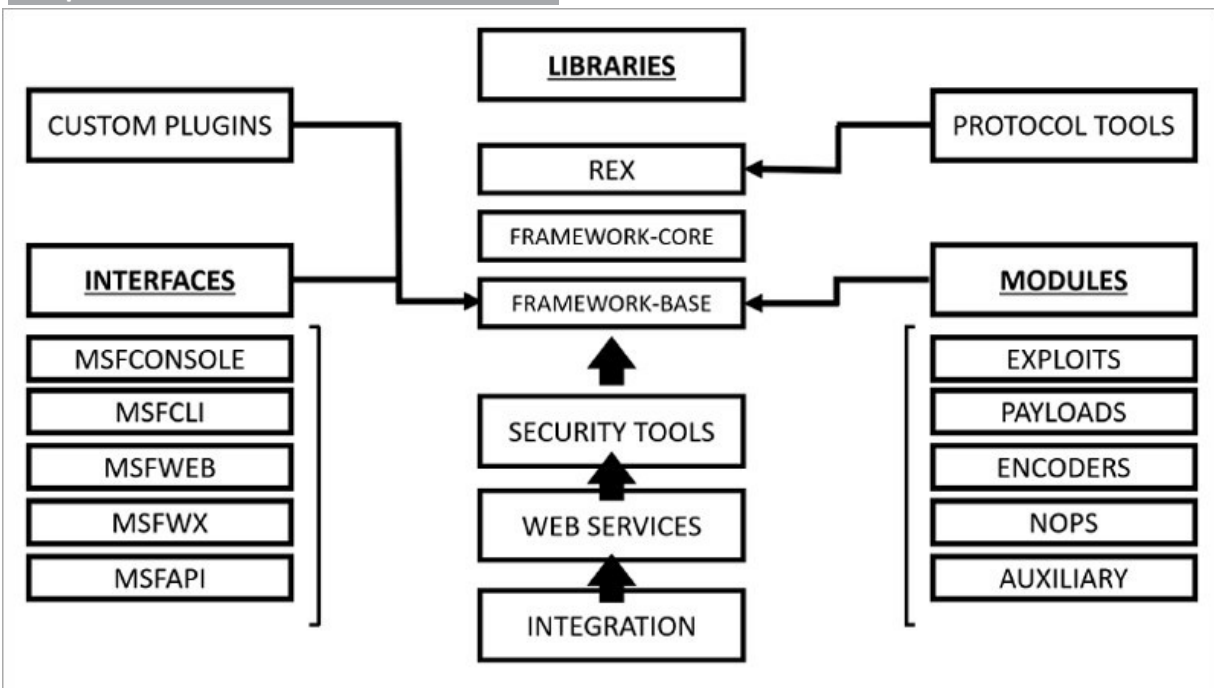 LIBRARIES
CUSTOM PLUGINS
PROTOCOL TOOLS
REX
FRAMEWORK-CORE
FRAMEWORK-BASE
INTERFACES
MSFCONSOLE
MSFCLI
MSFWEB
MSFWX
MSFAPI
SECURITY TOOLS
WEB SERVICES
INTEGRATION
MODULES
EXPLOITS
PAYLOADS
ENCODERS
NOPS
AUXILIARY